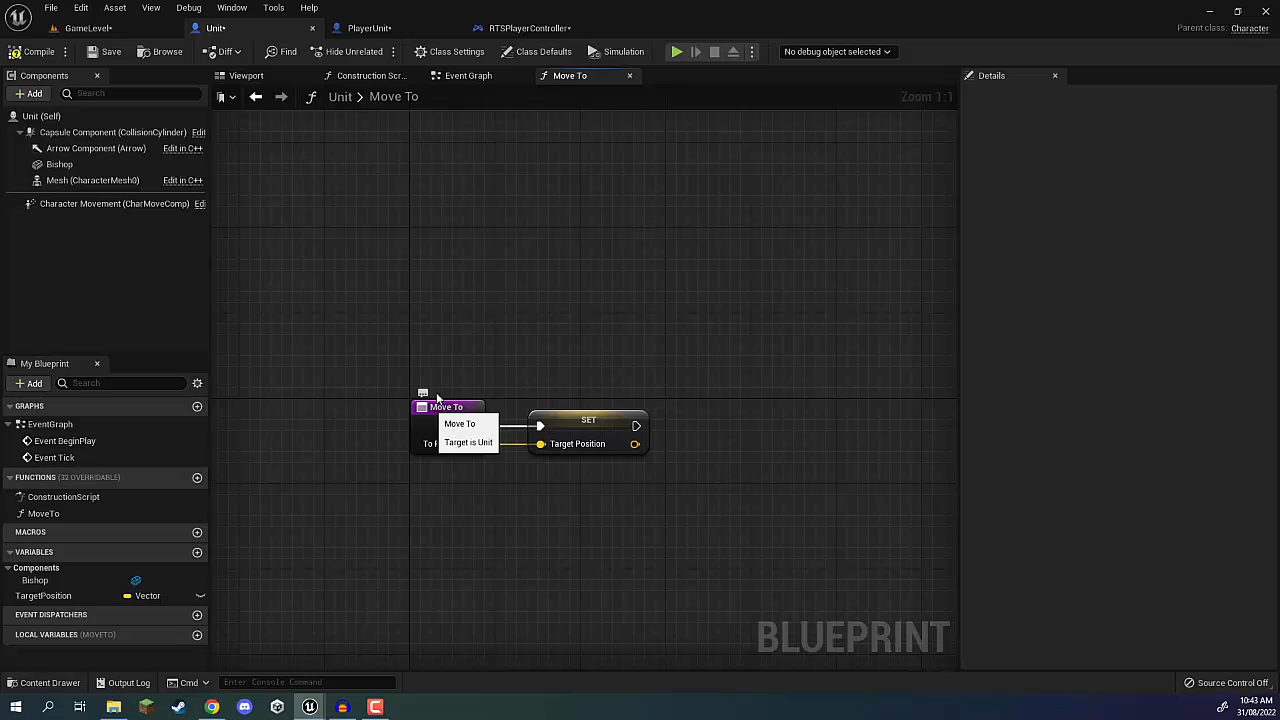 File Edit Asset View Debug Window Tools Help
GameLevel* Unit* PlayerUnit* RTSPlayerController* Parent class: Character
Compile Save Browse Diff Find Hide Unrelated Class Settings Class Defaults Simulation No debug object selected
Components Viewport Construction Scr... Event Graph Move To Details
Add Search Unit Move To Zoom 1:1
Unit (Self)
Capsule Component (CollisionCylinder) Edit
Arrow Component (Arrow) Edit in C++
Bishop
Mesh (CharacterMesh0) Edit in C++
Character Movement (CharMoveComp) Edi
My Blueprint
Add Search
GRAPHS
EventGraph
Event BeginPlay
Event Tick
FUNCTIONS (32 OVERRIDABLE)
ConstructionScript
MoveTo
MACROS
VARIABLES
Components
Bishop
TargetPosition Vector
EVENT DISPATCHERS
LOCAL VARIABLES (MOVETO)
Move To
Move To
Target is Unit
SET
Target Position
BLUEPRINT
Content Drawer Output Log Cmd Enter Console Command Source Control Off
10:43 AM
31/08/2022